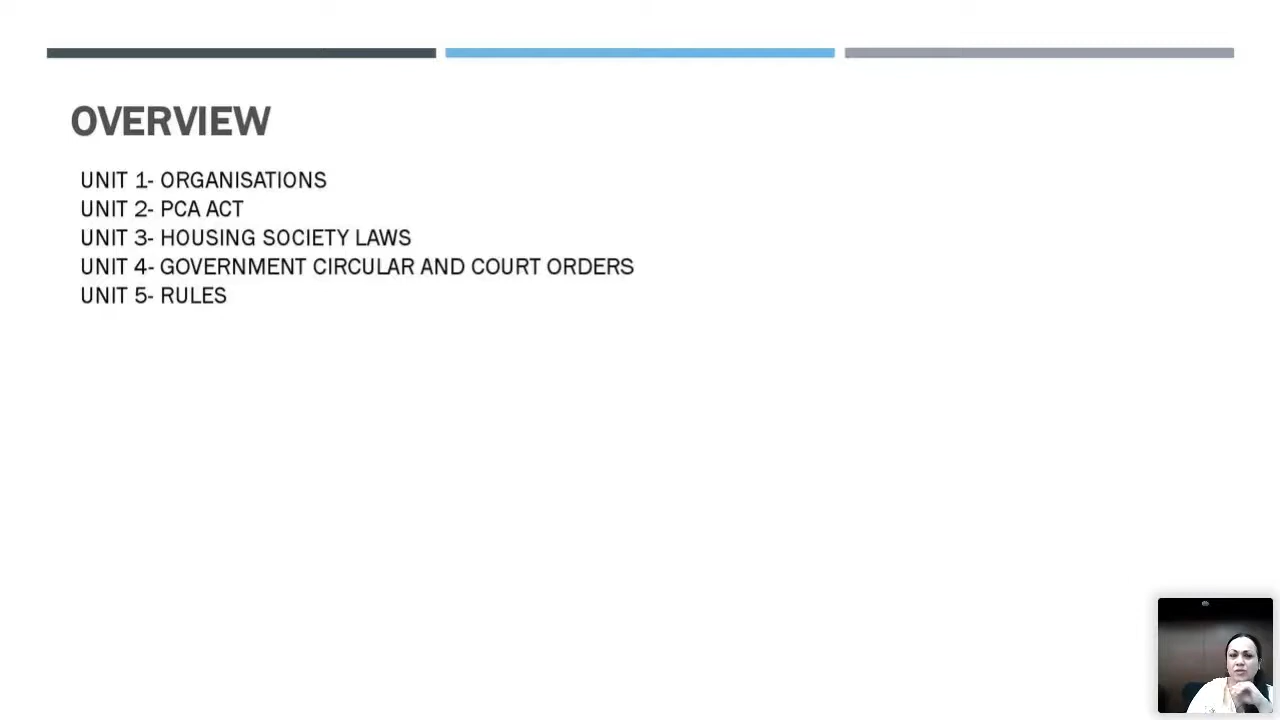 OVERVIEW
UNIT 1- ORGANISATIONS
UNIT 2- PCA ACT
UNIT 3- HOUSING SOCIETY LAWS
UNIT 4- GOVERNMENT CIRCULAR AND COURT ORDERS
UNIT 5- RULES